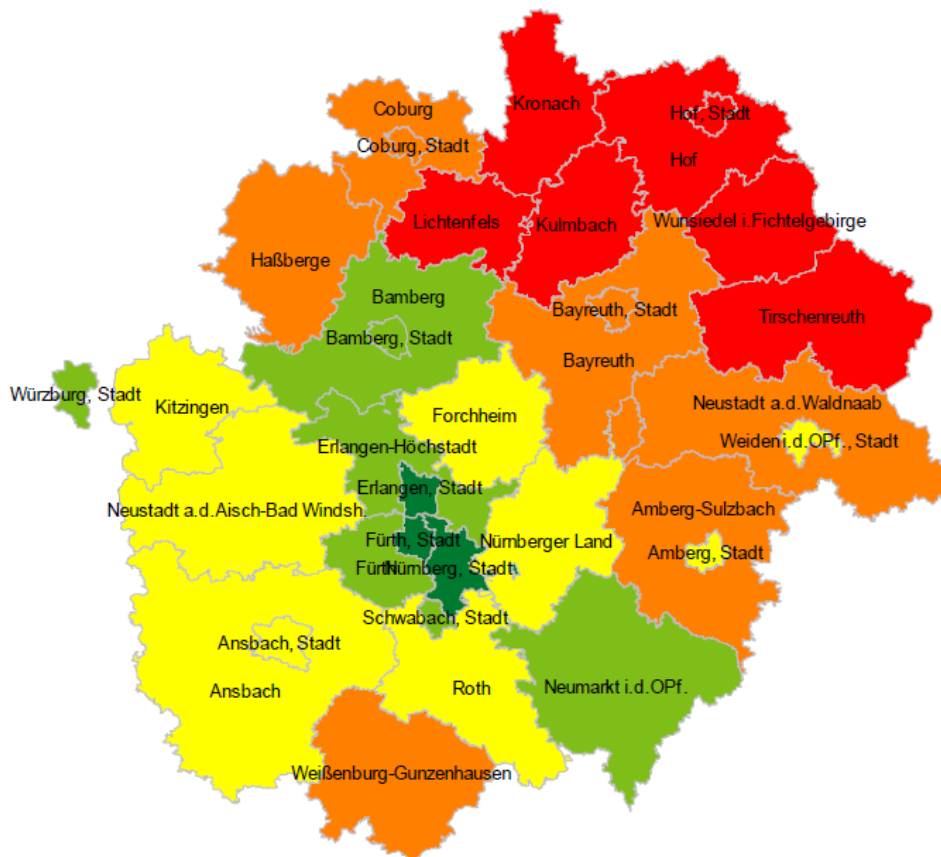 Kronach
Coburg
Hof, Stadt
Coburg, Stadt
Hof
Lichtenfels
Kulmbach
Wunsiedel i.Fichtelgebirge
Haßberge
Bamberg
Bayreuth, Stadt
Tirschenreuth
Bamberg, Stadt
Bayreuth
Würzburg, Stadt
Kitzingen
Forchheim
Neustadt a.d.Waldnaab
Erlangen-Höchstadt
Weiden i.d.OPf., Stadt
Erlangen, Stadt
Neustadt a.d.Aisch-Bad Windsh.
Amberg-Sulzbach
Fürth, Stadt
Nürnberger Land
Amberg, Stadt
Fürth
Nürnberg, Stadt
Schwabach, Stadt
Ansbach, Stadt
Ansbach
Roth
Neumarkt i.d.OPf.
Weißenburg-Gunzenhausen